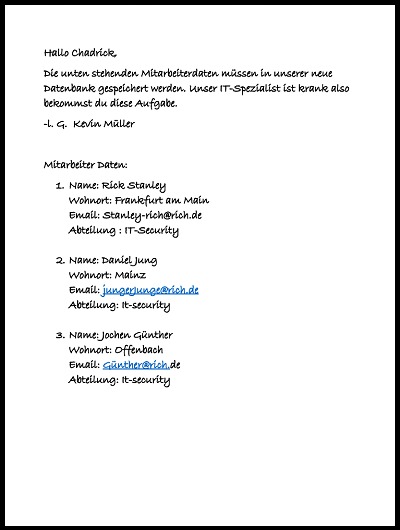 Hallo Chadrick,
Die unten stehenden Mitarbeiterdaten müssen in unserer neue
Datenbank gespeichert werden. Unser IT-Spezialist ist krank also
bekommst du diese Aufgabe.
-l. G. Kevin Müller
Mitarbeiter Daten:
1. Name: Rick Stanley
Wohnort: Frankfurt am Main
Email: Stanley-rich@rich.de
Abteilung : IT-Security
2. Name: Daniel Jung
Wohnort: Mainz
Email: jungerJunge@rich.de
Abteilung: It-security
3. Name: Jochen Günther
Wohnort: Offenbach
Email: Günther@rich.de
Abteilung: It-security